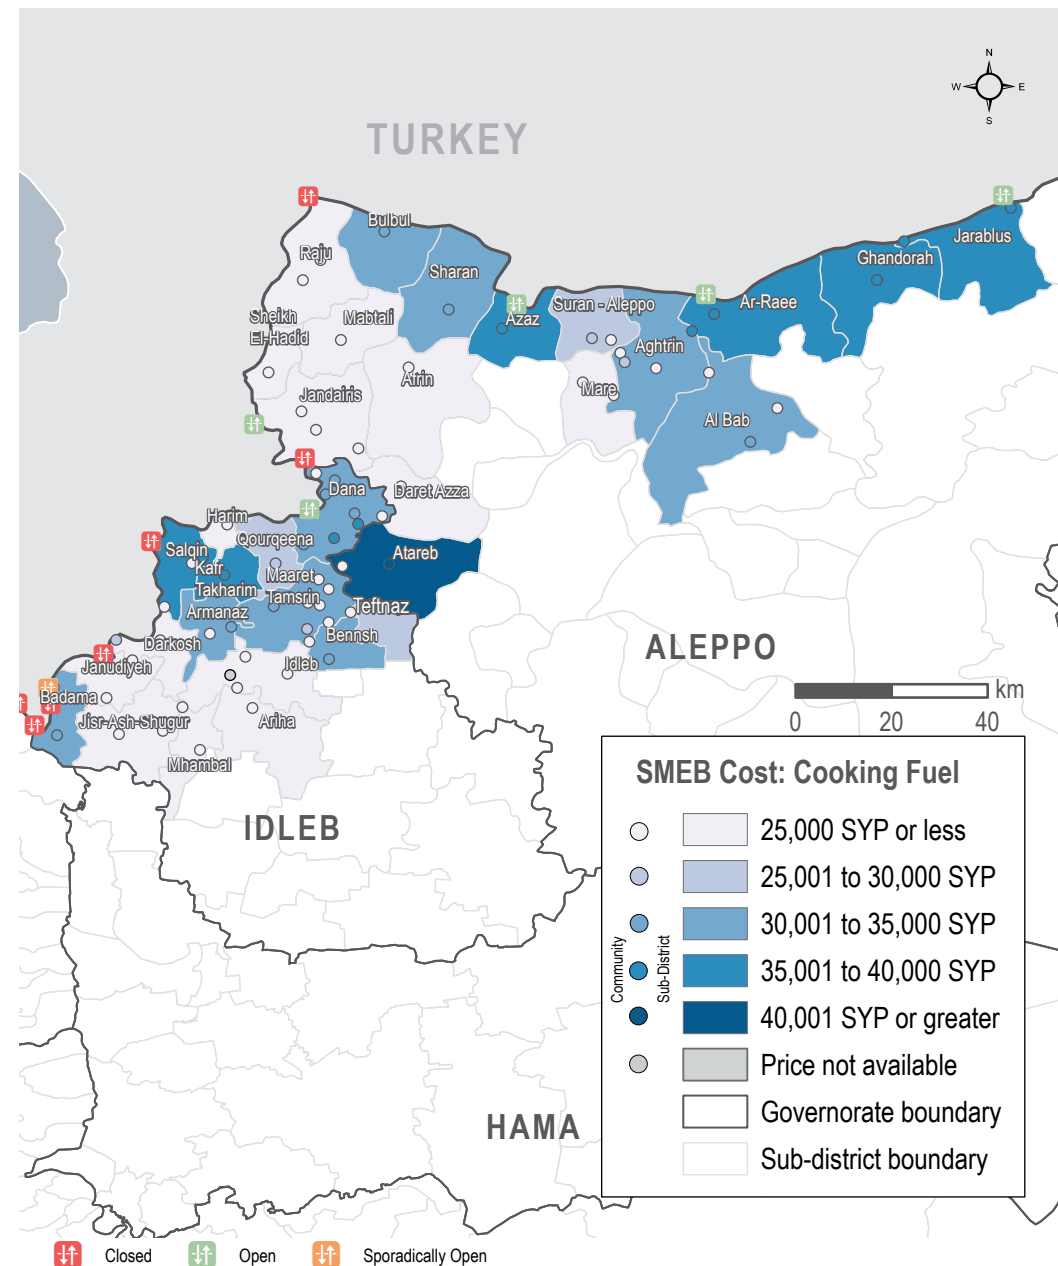 N
W E
S
TURKEY
Bulbul
Raju
Sharan
Jarablus
Ghandorah
Ar-Raee
Suran - Aleppo
Azaz
Sheikh
El-Hadid
Mabtali
Aghtrin
Afrin
Mare
Jandairis
Al Bab
Dana
Daret Azza
Harim
Qourqeena
Atareb
Salqin
Kafr
Takharim
Maaret
Tamsrin
Armanaz
Teftnaz
Bennsh
Darkosh
Janudiyeh
Idleb
Badama
Jisr-Ash-Shugur
Ariha
Mhambal
ALEPPO
km
0 20 40
IDLEB
HAMA
SMEB Cost: Cooking Fuel
Community
Sub-District
25,000 SYP or less
25,001 to 30,000 SYP
30,001 to 35,000 SYP
35,001 to 40,000 SYP
40,001 SYP or greater
Price not available
Governorate boundary
Sub-district boundary
Closed Open Sporadically Open